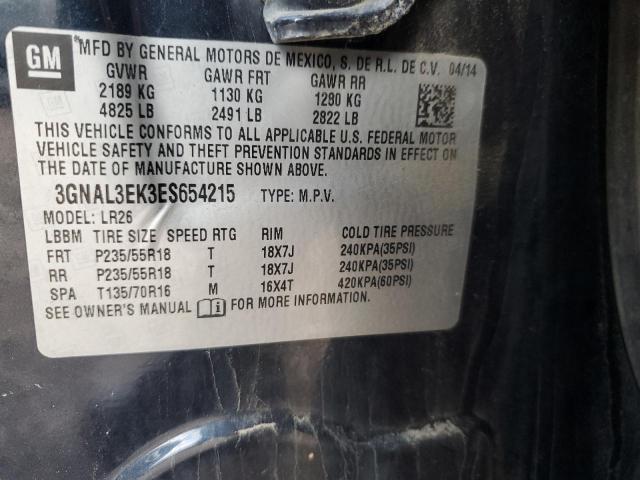 GM
MFD BY GENERAL MOTORS DE MEXICO, S. DE R.L. DE C.V. 04/14
GVWR GAWR FRT GAWR RR
2189 KG 1130 KG 1280 KG
4825 LB 2491 LB 2822 LB
THIS VEHICLE CONFORMS TO ALL APPLICABLE U.S. FEDERAL MOTOR
VEHICLE SAFETY AND THEFT PREVENTION STANDARDS IN EFFECT ON
THE DATE OF MANUFACTURE SHOWN ABOVE.
3GNAL3EK3ES654215 TYPE: M.P.V.
MODEL: LR26
LBBM TIRE SIZE SPEED RTG RIM COLD TIRE PRESSURE
FRT P235/55R18 T 18X7J 240KPA(35PSI)
RR P235/55R18 T 18X7J 240KPA(35PSI)
SPA T135/70R16 M 16X4T 420KPA(60PSI)
SEE OWNER'S MANUAL i FOR MORE INFORMATION.